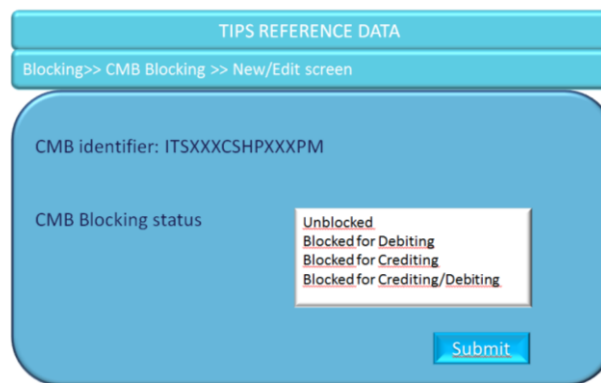 TIPS REFERENCE DATA
Blocking>> CMB Blocking >> New/Edit screen
CMB identifier: ITSXXXCSHPXXXPM
CMB Blocking status
Unblocked
Blocked for Debiting
Blocked for Crediting
Blocked for Crediting/Debiting
Submit